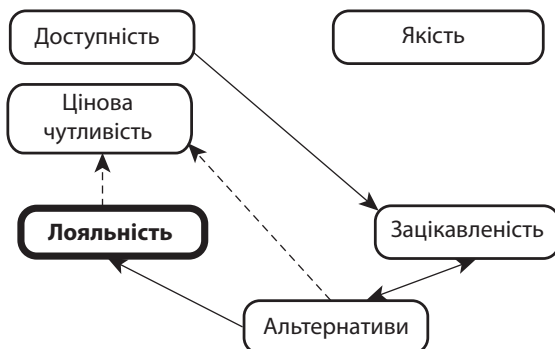 Доступність
Якість
Цінова
чутливість
Лояльність
Зацікавленість
Альтернативи